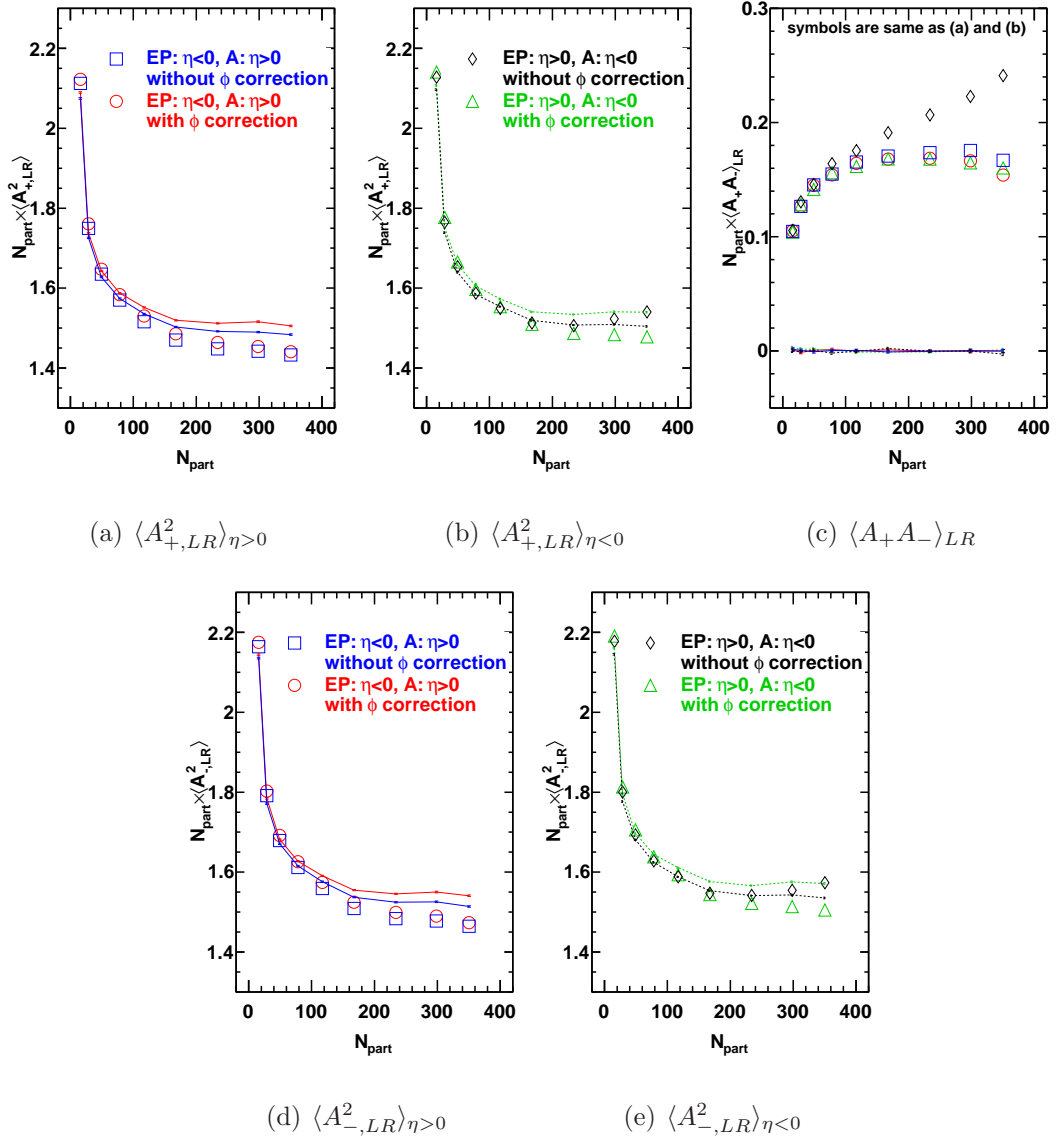 2.2
2
1.8
1.6
1.4
N_part×⟨A²_+,LR⟩
EP: η<0, A: η>0
without ϕ correction
EP: η<0, A: η>0
with ϕ correction
0 100 200 300 400
N_part
(a) ⟨A²_+,LR⟩_η>0
2.2
2
1.8
1.6
1.4
N_part×⟨A²_+,LR⟩
EP: η>0, A: η<0
without ϕ correction
EP: η>0, A: η<0
with ϕ correction
0 100 200 300 400
N_part
(b) ⟨A²_+,LR⟩_η<0
symbols are same as (a) and (b)
0.3
0.2
0.1
0
N_part×⟨A_+A_-⟩_LR
0 100 200 300 400
N_part
(c) ⟨A_+A_−⟩_LR
2.2
2
1.8
1.6
1.4
N_part×⟨A²_-,LR⟩
EP: η<0, A: η>0
without ϕ correction
EP: η<0, A: η>0
with ϕ correction
0 100 200 300 400
N_part
(d) ⟨A²_−,LR⟩_η>0
2.2
2
1.8
1.6
1.4
N_part×⟨A²_-,LR⟩
EP: η>0, A: η<0
without ϕ correction
EP: η>0, A: η<0
with ϕ correction
0 100 200 300 400
N_part
(e) ⟨A²_−,LR⟩_η<0